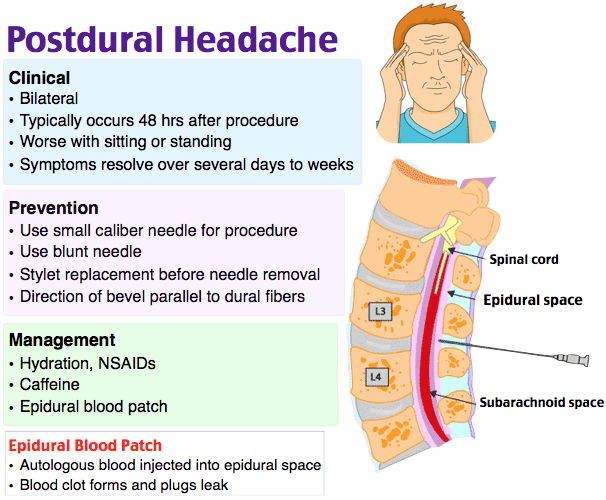 Postdural Headache
Clinical
• Bilateral
• Typically occurs 48 hrs after procedure
• Worse with sitting or standing
• Symptoms resolve over several days to weeks
Prevention
• Use small caliber needle for procedure
• Use blunt needle
• Stylet replacement before needle removal
• Direction of bevel parallel to dural fibers
Management
• Hydration, NSAIDs
• Caffeine
• Epidural blood patch
Epidural Blood Patch
• Autologous blood injected into epidural space
• Blood clot forms and plugs leak
Spinal cord
Epidural space
L3
L4
Subarachnoid space